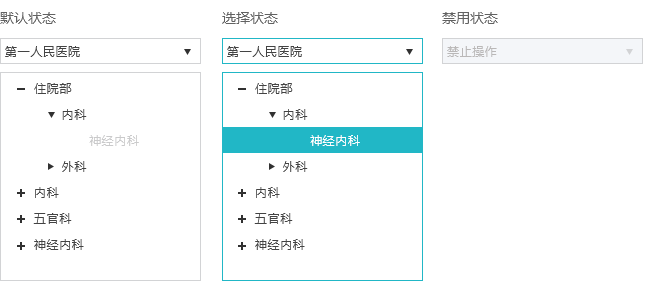 默认状态 选择状态 禁用状态
第一人民医院 第一人民医院 禁止操作
住院部 住院部
内科 内科
神经内科 神经内科
外科 外科
内科 内科
五官科 五官科
神经内科 神经内科